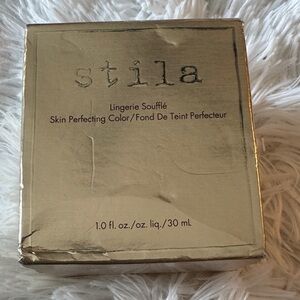 stila
Lingerie Soufflé
Skin Perfecting Color/Fond De Teint Perfecteur
1.0 fl. oz./oz. liq./30 mL